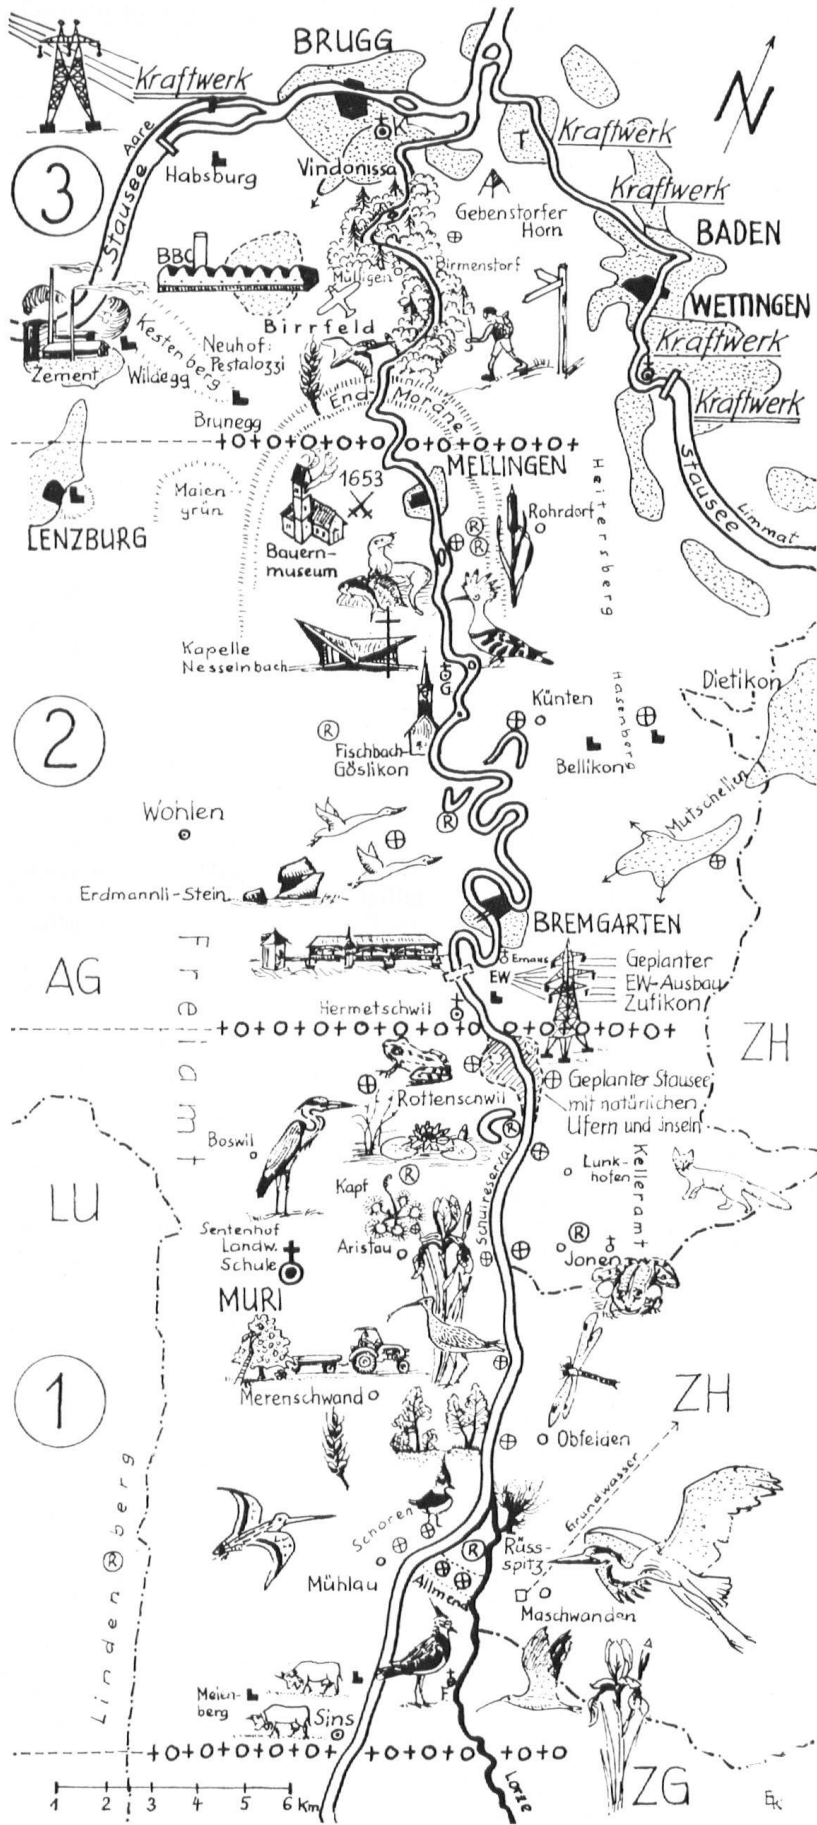 BRUGG
Kraftwerk
N
Aare
K
Kraftwerk
3
Stausee
Habsburg
Vindonissa
Kraftwerk
Gebenstorfer
Horn
BADEN
BBC
Mülligen
Birmenstorf
WETTINGEN
Birrfeld
Kestenberg
Neuhof:
Pestalozzi
Kraftwerk
Zement
Wildegg
Brunegg
End Moräne
Kraftwerk
MELLINGEN
Stausee
Limmat
Heitersberg
1653
Maien-
grün
Rohrdorf
LENZBURG
Bauern-
museum
R
R
Kapelle
Nesselnbach
G
Hasenberg
Dietikon
2
Künten
R
Fischbach-
Göslikon
Bellikon
Mutschellen
R
Wohlen
Erdmannli-Stein
BREMGARTEN
Freiamt
AG
Emaus
EW
Geplanter
EW-Ausbau
Zufikon
Hermetschwil
ZH
Rottenschwil
Geplanter Stausee
mit natürlichen
Ufern und inseln
R
Boswil
Lunk-
hofen
Kelleramt
Kapf
R
Schuireservat
LU
Sentenhof
Landw.
Schule
Aristau
R
Jonen
MURI
1
Merenschwand
ZH
Obfelden
Grundwasser
Schoren
R
Rüss-
spitz
Linden R berg
Mühlau
Allmend
Maschwanden
Meien-
berg
F
Sins
ZG
Lorze
1 2 3 4 5 6 Km
EK